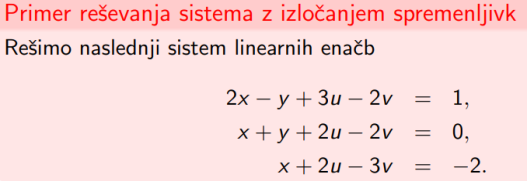 Primer reševanja sistema z izločanjem spremenljivk
Rešimo naslednji sistem linearnih enačb
2x − y + 3u − 2v = 1,
x + y + 2u − 2v = 0,
x + 2u − 3v = −2.